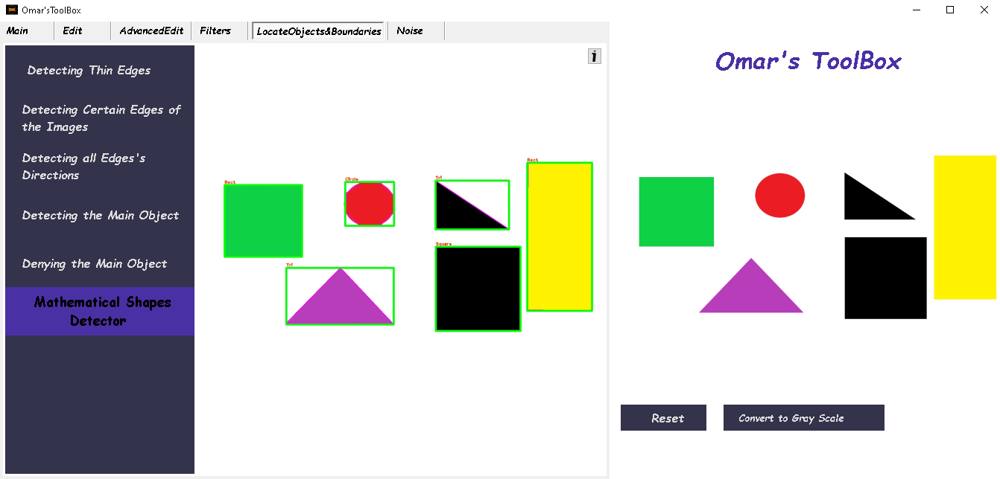 Omar'sToolBox
Main
Edit
AdvancedEdit
Filters
LocateObjects&Boundaries
Noise
Detecting Thin Edges
Detecting Certain Edges of
the Images
Detecting all Edges's
Directions
Detecting the Main Object
Denying the Main Object
Mathematical Shapes
Detector
i
Rect
Circle
Tri
Rect
Square
Tri
Omar's ToolBox
Reset
Convert to Gray Scale